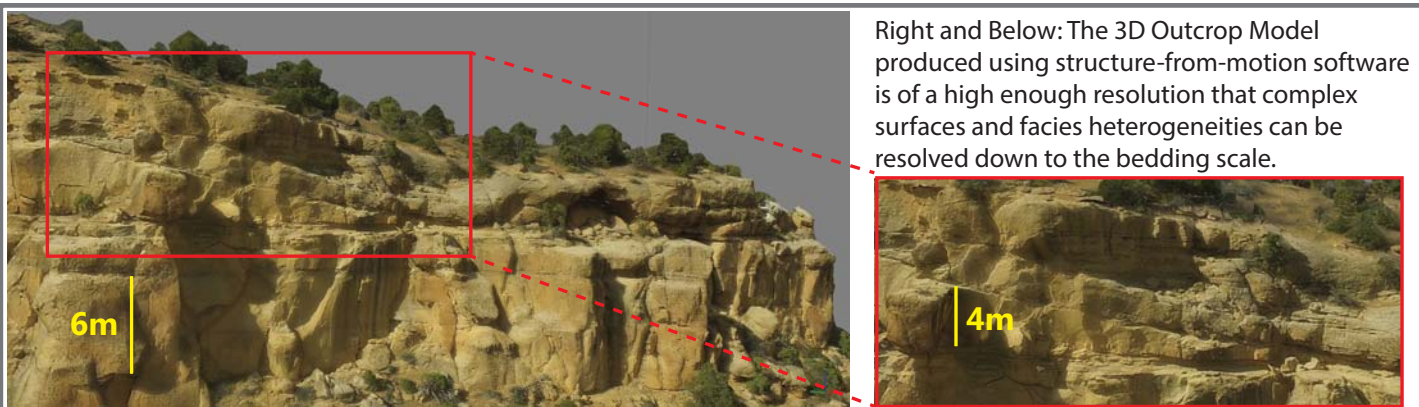 Right and Below: The 3D Outcrop Model
produced using structure-from-motion software
is of a high enough resolution that complex
surfaces and facies heterogeneities can be
resolved down to the bedding scale.
6m
4m